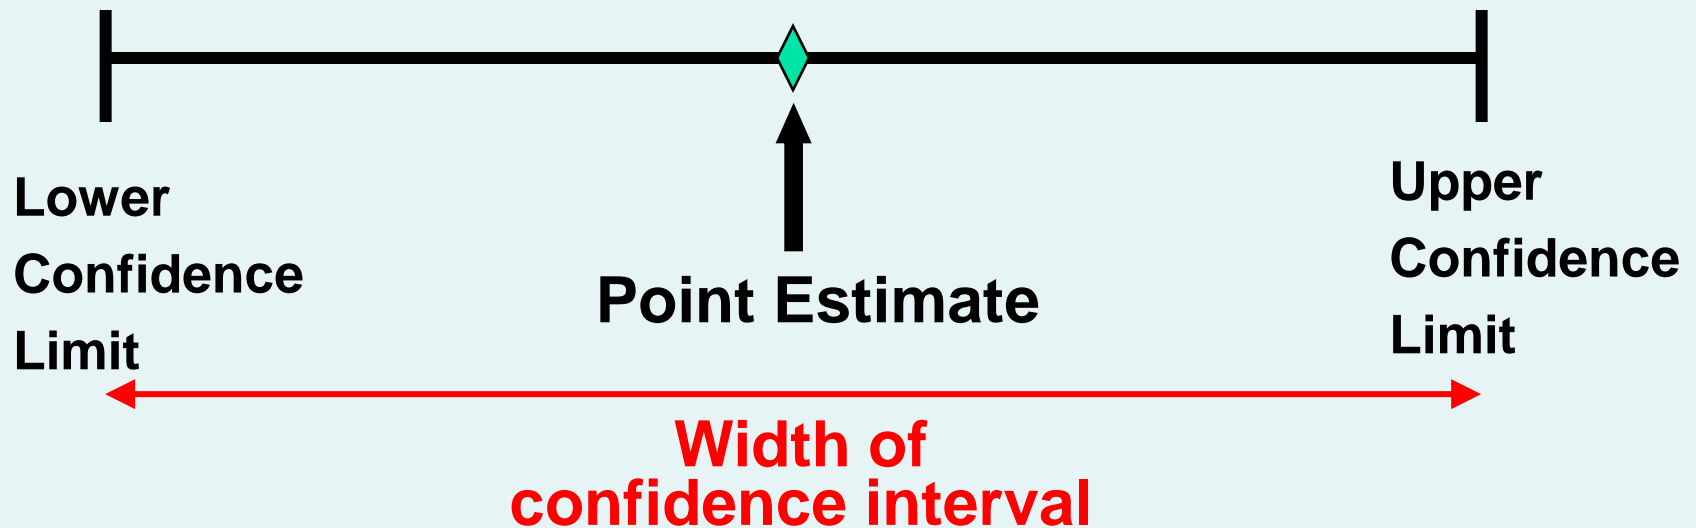 Lower
Confidence
Limit
Point Estimate
Upper
Confidence
Limit
Width of
confidence interval